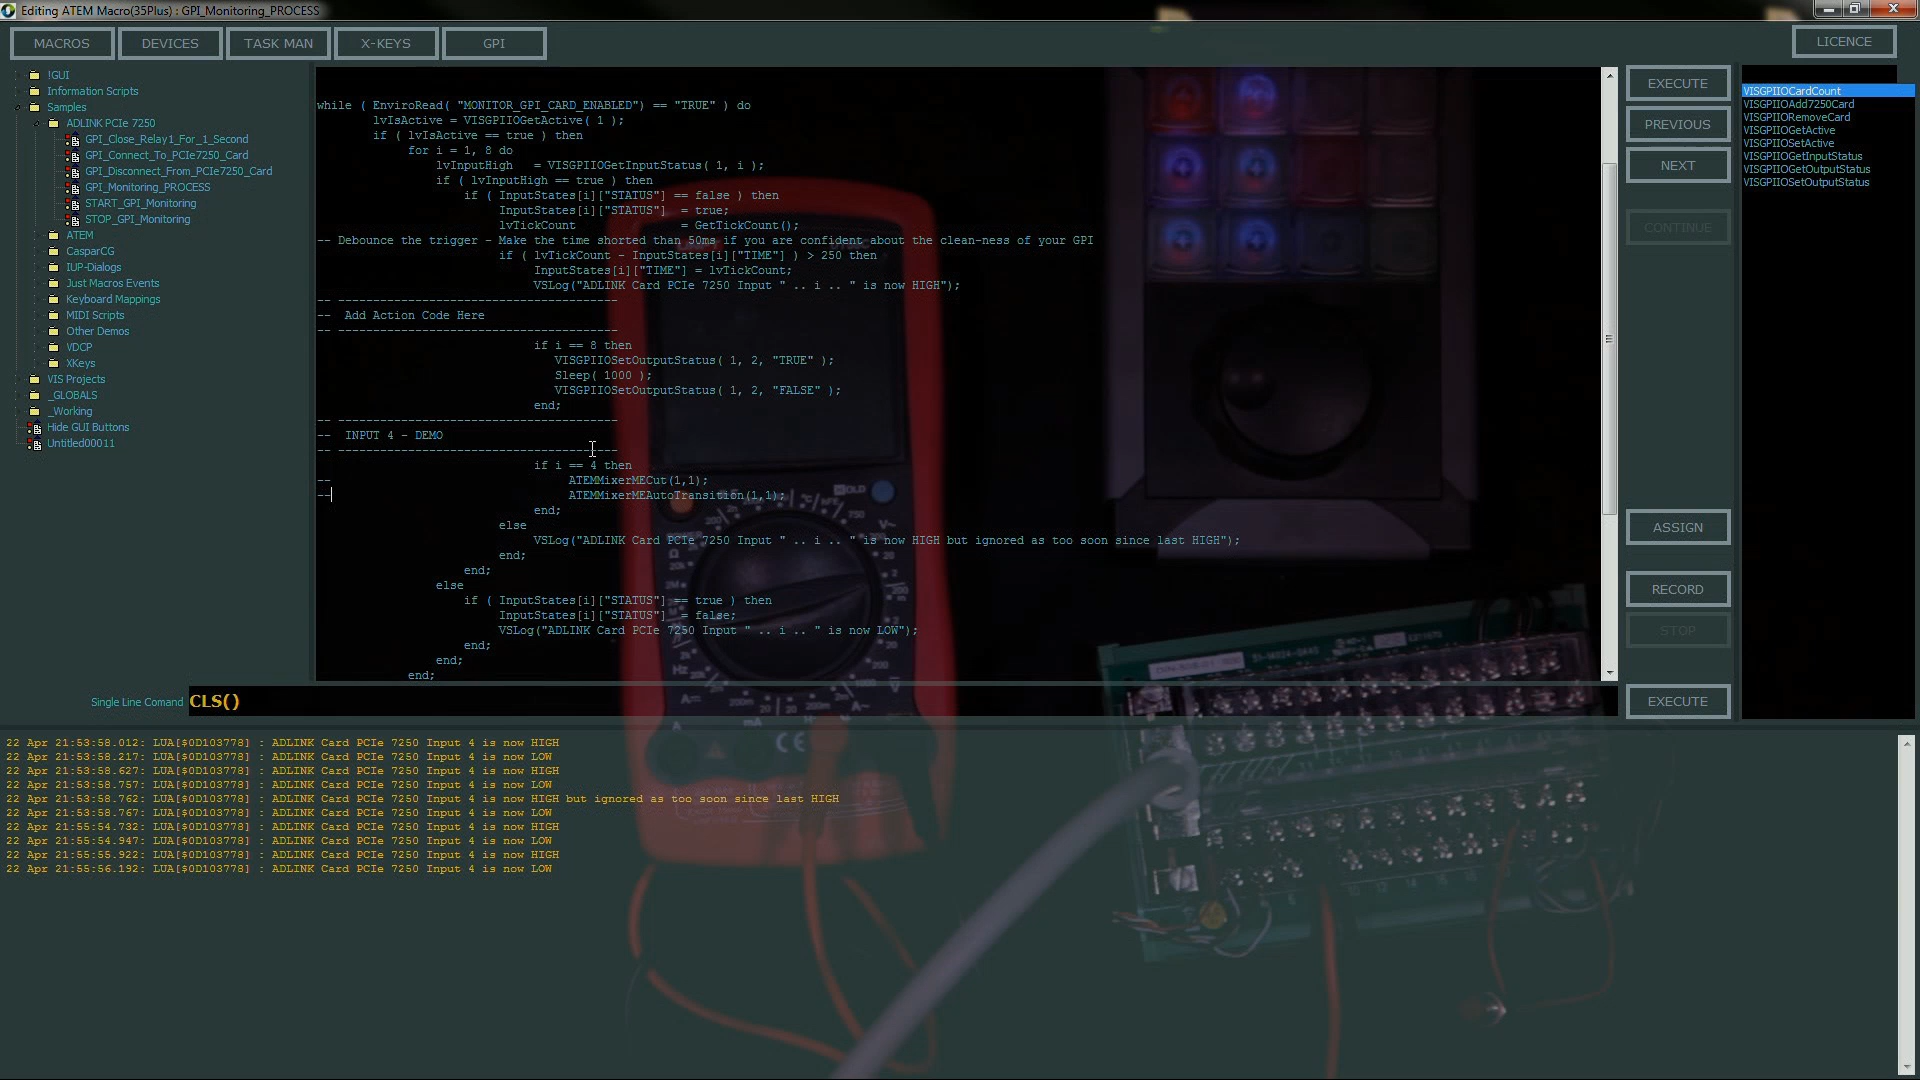 Editing ATEM Macro(35Plus) : GPI_Monitoring_PROCESS
MACROS
DEVICES
TASK MAN
X-KEYS
GPI
LICENCE
!GUI
Information Scripts
Samples
ADLINK PCIe 7250
GPI_Close_Relay1_For_1_Second
GPI_Connect_To_PCIe7250_Card
GPI_Disconnect_From_PCIe7250_Card
GPI_Monitoring_PROCESS
START_GPI_Monitoring
STOP_GPI_Monitoring
ATEM
CasparCG
IUP-Dialogs
Just Macros Events
Keyboard Mappings
MIDI Scripts
Other Demos
VDCP
XKeys
VIS Projects
_GLOBALS
_Working
Hide GUI Buttons
Untitled00011
while ( EnviroRead( "MONITOR_GPI_CARD_ENABLED") == "TRUE" ) do
lvIsActive = VISGPIIOGetActive( 1 );
if ( lvIsActive == true ) then
for i = 1, 8 do
lvInputHigh = VISGPIIOGetInputStatus( 1, i );
if ( lvInputHigh == true ) then
if ( InputStates[i]["STATUS"] == false ) then
InputStates[i]["STATUS"] = true;
lvTickCount = GetTickCount();
-- Debounce the trigger - Make the time shorted than 50ms if you are confident about the clean-ness of your GPI
if ( lvTickCount - InputStates[i]["TIME"] ) > 250 then
InputStates[i]["TIME"] = lvTickCount;
VSLog("ADLINK Card PCIe 7250 Input " .. i .. " is now HIGH");
-- ----------------------------------------
-- Add Action Code Here
-- ----------------------------------------
if i == 8 then
VISGPIIOSetOutputStatus( 1, 2, "TRUE" );
Sleep( 1000 );
VISGPIIOSetOutputStatus( 1, 2, "FALSE" );
end;
-- ----------------------------------------
-- INPUT 4 - DEMO
-- ----------------------------------------
if i == 4 then
-- ATEMMixerMECut(1,1);
-- ATEMMixerMEAutoTransition(1,1);
end;
else
VSLog("ADLINK Card PCIe 7250 Input " .. i .. " is now HIGH but ignored as too soon since last HIGH");
end;
end;
else
if ( InputStates[i]["STATUS"] == true ) then
InputStates[i]["STATUS"] = false;
VSLog("ADLINK Card PCIe 7250 Input " .. i .. " is now LOW");
end;
end;
end;
EXECUTE
PREVIOUS
NEXT
CONTINUE
ASSIGN
RECORD
STOP
VISGPIIOCardCount
VISGPIIOAdd7250Card
VISGPIIORemoveCard
VISGPIIOGetActive
VISGPIIOSetActive
VISGPIIOGetInputStatus
VISGPIIOGetOutputStatus
VISGPIIOSetOutputStatus
Single Line Comand CLS()
EXECUTE
22 Apr 21:53:58.012: LUA[$0D103778] : ADLINK Card PCIe 7250 Input 4 is now HIGH
22 Apr 21:53:58.217: LUA[$0D103778] : ADLINK Card PCIe 7250 Input 4 is now LOW
22 Apr 21:53:58.627: LUA[$0D103778] : ADLINK Card PCIe 7250 Input 4 is now HIGH
22 Apr 21:53:58.757: LUA[$0D103778] : ADLINK Card PCIe 7250 Input 4 is now LOW
22 Apr 21:53:58.762: LUA[$0D103778] : ADLINK Card PCIe 7250 Input 4 is now HIGH but ignored as too soon since last HIGH
22 Apr 21:53:58.767: LUA[$0D103778] : ADLINK Card PCIe 7250 Input 4 is now LOW
22 Apr 21:55:54.732: LUA[$0D103778] : ADLINK Card PCIe 7250 Input 4 is now HIGH
22 Apr 21:55:54.947: LUA[$0D103778] : ADLINK Card PCIe 7250 Input 4 is now LOW
22 Apr 21:55:55.922: LUA[$0D103778] : ADLINK Card PCIe 7250 Input 4 is now HIGH
22 Apr 21:55:56.192: LUA[$0D103778] : ADLINK Card PCIe 7250 Input 4 is now LOW